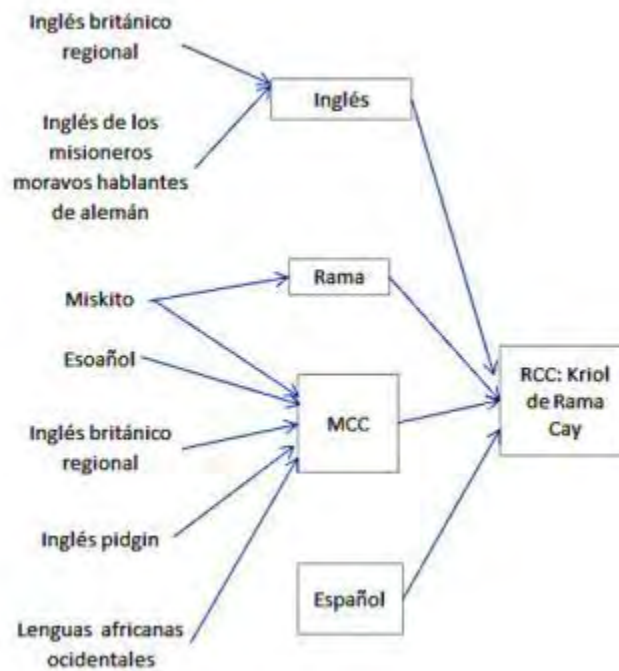 Inglés británico
regional
Inglés
Inglés de los
misioneros
moravos hablantes
de alemán
Rama
Miskito
Esoañol
MCC
RCC: Kriol
de Rama
Cay
Inglés británico
regional
Inglés pidgin
Español
Lenguas africanas
ocidentales